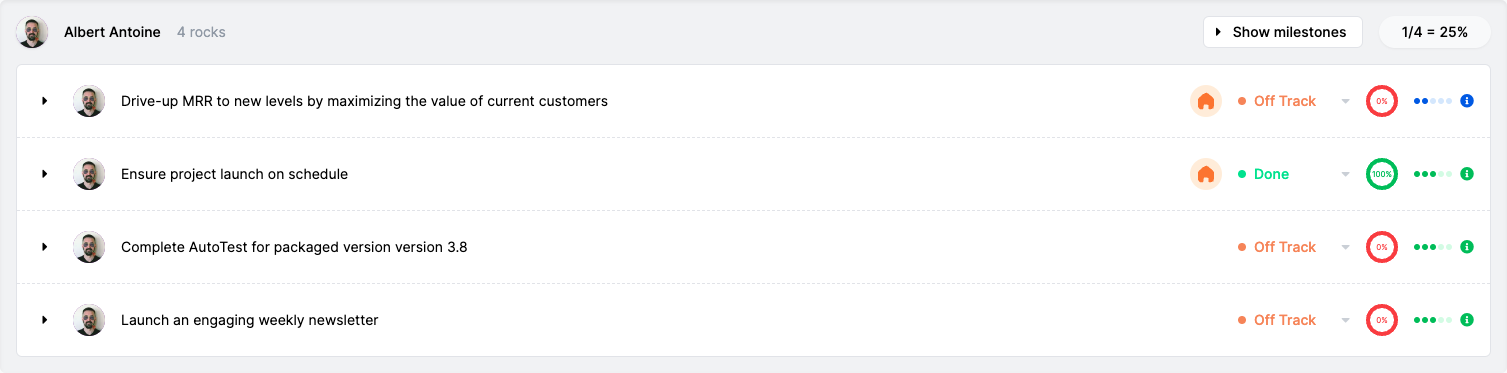 Albert Antoine 4 rocks Show milestones 1/4 = 25%
Drive-up MRR to new levels by maximizing the value of current customers Off Track 0%
Ensure project launch on schedule Done 100%
Complete AutoTest for packaged version version 3.8 Off Track 0%
Launch an engaging weekly newsletter Off Track 0%